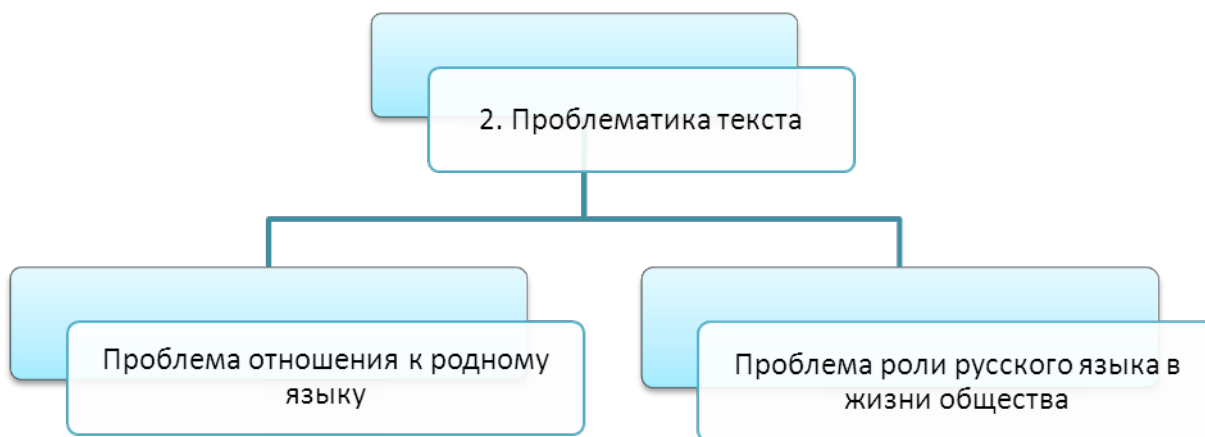 2. Проблематика текста
Проблема отношения к родному
языку
Проблема роли русского языка в
жизни общества